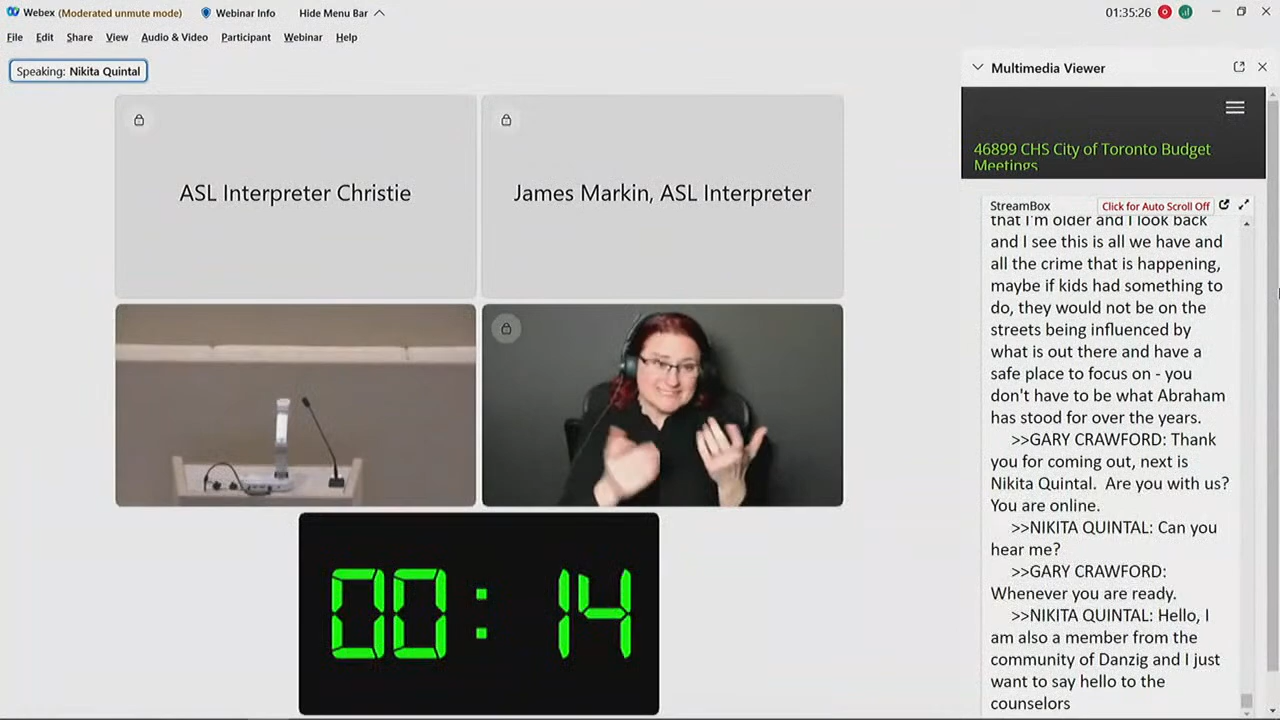 Webex (Moderated unmute mode) Webinar Info Hide Menu Bar 01:35:26
File Edit Share View Audio & Video Participant Webinar Help
Speaking: Nikita Quintal
ASL Interpreter Christie
James Markin, ASL Interpreter
00:14
Multimedia Viewer
46899 CHS City of Toronto Budget
Meetings
StreamBox Click for Auto Scroll Off
that I'm older and I look back
and I see this is all we have and
all the crime that is happening,
maybe if kids had something to
do, they would not be on the
streets being influenced by
what is out there and have a
safe place to focus on - you
don't have to be what Abraham
has stood for over the years.
>>GARY CRAWFORD: Thank
you for coming out, next is
Nikita Quintal. Are you with us?
You are online.
>>NIKITA QUINTAL: Can you
hear me?
>>GARY CRAWFORD:
Whenever you are ready.
>>NIKITA QUINTAL: Hello, I
am also a member from the
community of Danzig and I just
want to say hello to the
counselors